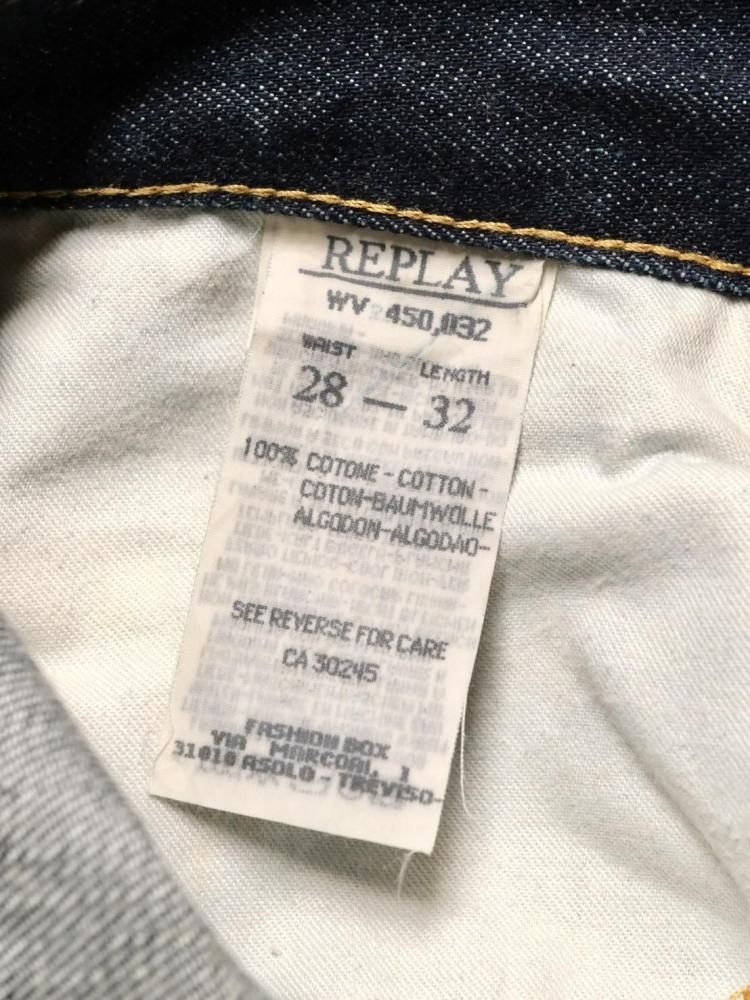 REPLAY
WV 450,032
WAIST LENGTH
28 — 32
100% COTONE - COTTON -
COTON-BAUMWOLLE
ALGODON-ALGODAO-
SEE REVERSE FOR CARE
CA 30245
FASHION BOX
VIA MARCOAI, 1
31010 ASOLO - TREVISO-